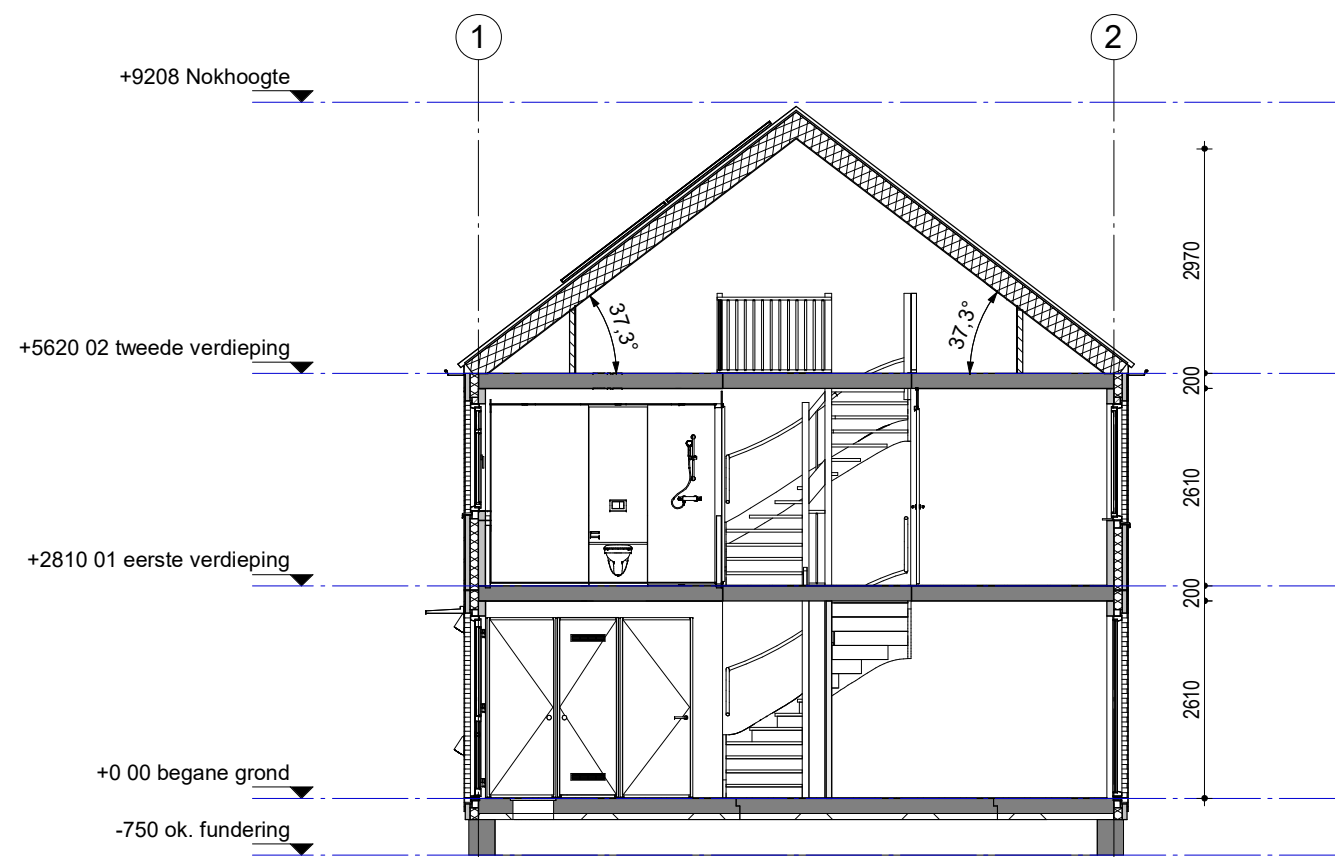 1
2
+9208 Nokhoogte
2970
37,3°
37,3°
+5620 02 tweede verdieping
200
2610
+2810 01 eerste verdieping
200
2610
+0 00 begane grond
-750 ok. fundering